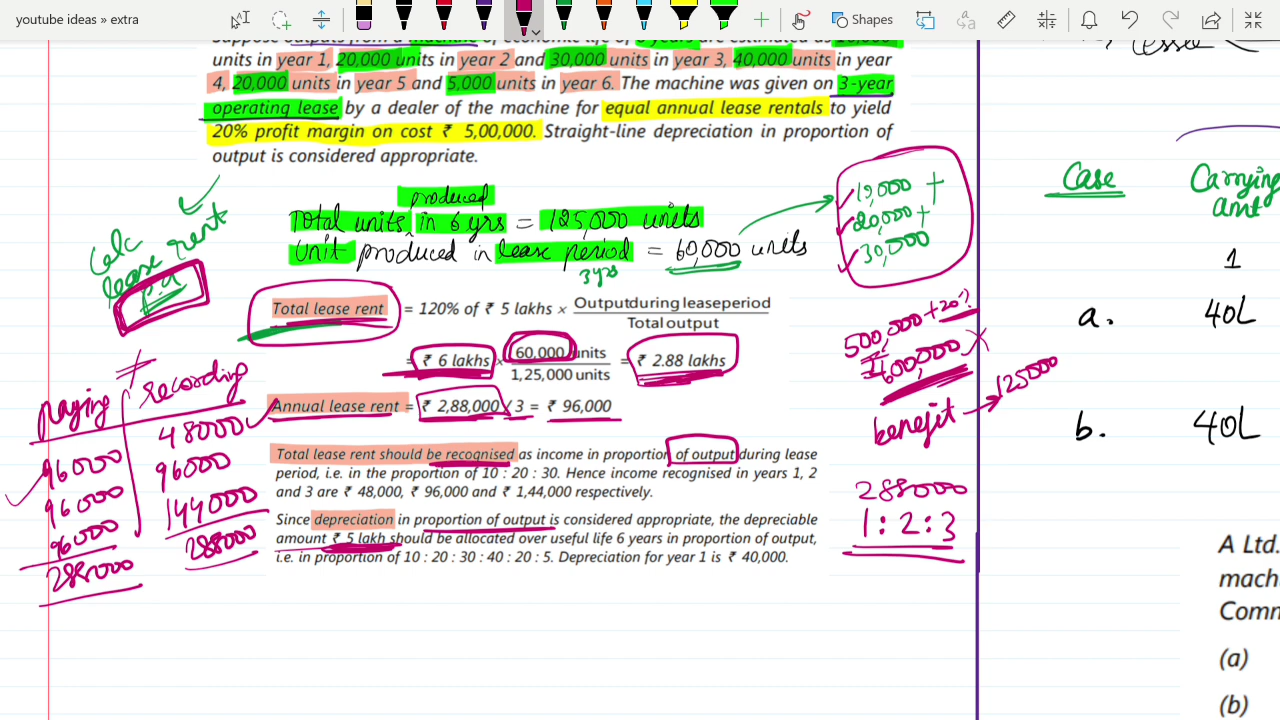 youtube ideas » extra
Shapes
units in year 1, 20,000 units in year 2 and 30,000 units in year 3, 40,000 units in year
4, 20,000 units in year 5 and 5,000 units in year 6. The machine was given on 3-year
operating lease by a dealer of the machine for equal annual lease rentals to yield
20% profit margin on cost ₹ 5,00,000. Straight-line depreciation in proportion of
output is considered appropriate.
produced
Total units in 6 yrs = 125,000 units
Unit produced in lease period = 60,000 units
3yrs
10,000 +
20,000 +
30,000
Calc
lease rent
p.a
Total lease rent = 120% of ₹ 5 lakhs × Outputduring leaseperiod
Total output
= ₹ 6 lakhs × 60,000 units = ₹ 2.88 lakhs
1,25,000 units
Annual lease rent = ₹ 2,88,000 / 3 = ₹ 96,000
Total lease rent should be recognised as income in proportion of output during lease
period, i.e. in the proportion of 10 : 20 : 30. Hence income recognised in years 1, 2
and 3 are ₹ 48,000, ₹ 96,000 and ₹ 1,44,000 respectively.
Since depreciation in proportion of output is considered appropriate, the depreciable
amount ₹ 5 lakh should be allocated over useful life 6 years in proportion of output,
i.e. in proportion of 10 : 20 : 30 : 40 : 20 : 5. Depreciation for year 1 is ₹ 40,000.
paying ≠ recording
96000 48000
96000 96000
96000 144000
288000 288000
500,000 + 20%
600,000 ×
benefit → 125000
288000
1 : 2 : 3
lessee
Case Carrying
amt
1
a. 40L
b. 40L
A Ltd.
mach
Comm
(a)
(b)